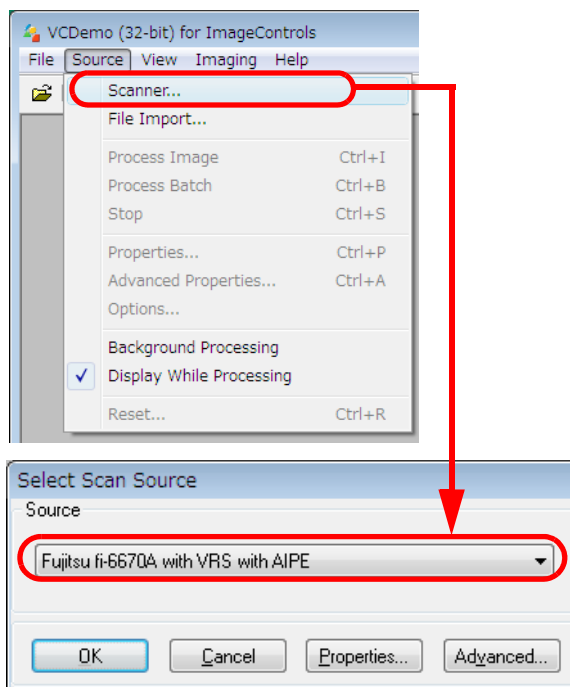 VCDemo (32-bit) for ImageControls
File Source View Imaging Help
Scanner...
File Import...
Process Image Ctrl+I
Process Batch Ctrl+B
Stop Ctrl+S
Properties... Ctrl+P
Advanced Properties... Ctrl+A
Options...
Background Processing
Display While Processing
Reset... Ctrl+R
Select Scan Source
Source
Fujitsu fi-6670A with VRS with AIPE
OK Cancel Properties... Advanced...